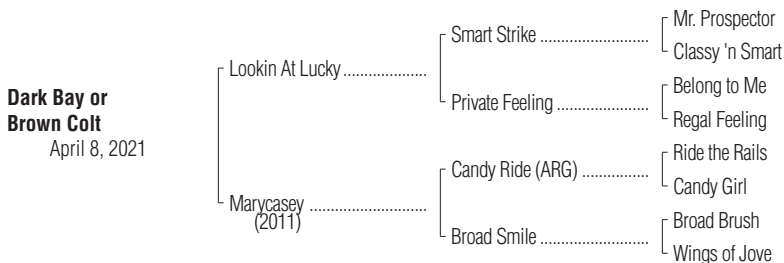 Dark Bay or
Brown Colt
April 8, 2021
Lookin At Lucky....................
Marycasey ............................
(2011)
Smart Strike ..........................
Private Feeling ......................
Candy Ride (ARG) ................
Broad Smile ..........................
Mr. Prospector
Classy 'n Smart
Belong to Me
Regal Feeling
Ride the Rails
Candy Girl
Broad Brush
Wings of Jove